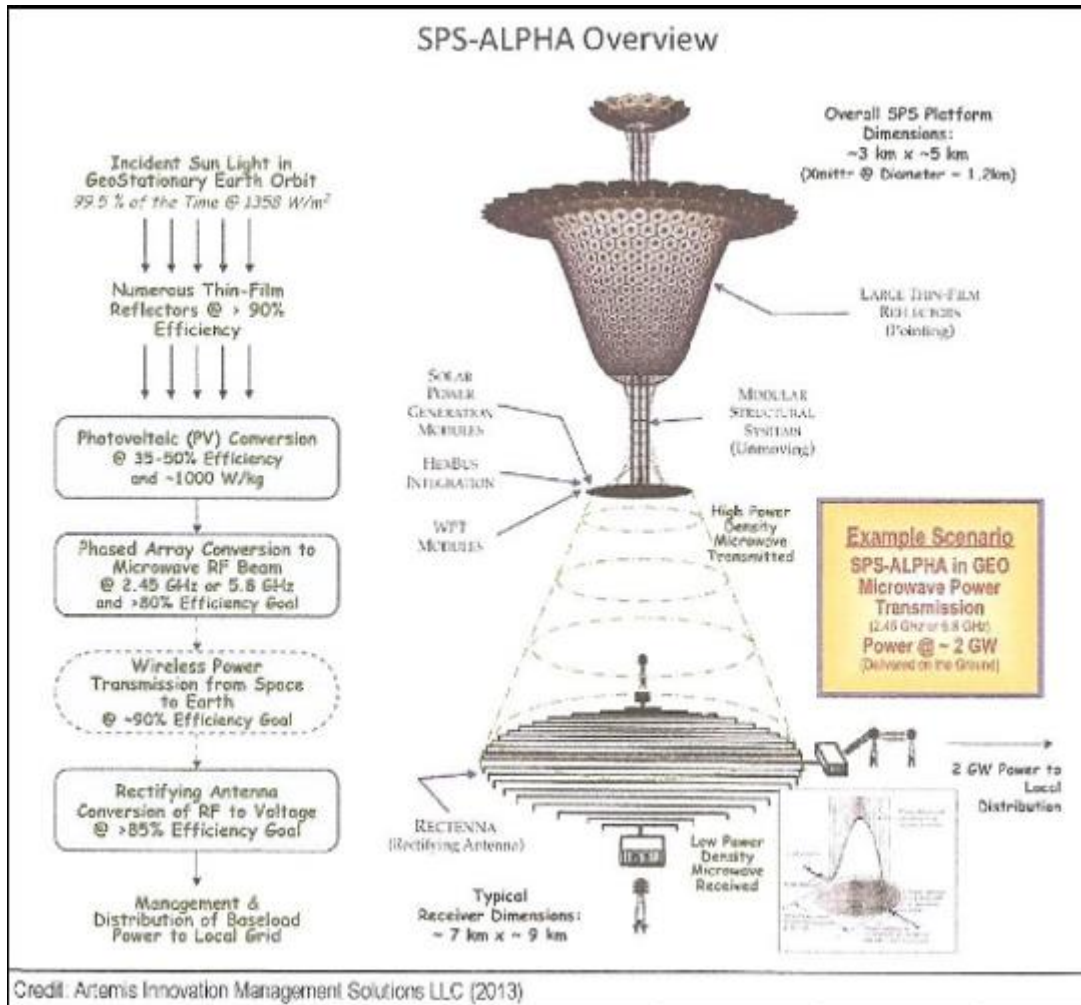 SPS-ALPHA Overview
Incident Sun Light in
GeoStationary Earth Orbit
99.5 % of the Time @ 1358 W/m²
Numerous Thin-Film
Reflectors @ > 90%
Efficiency
Photovoltaic (PV) Conversion
@ 35-50% Efficiency
and ~1000 W/kg
Phased Array Conversion to
Microwave RF Beam
@ 2.45 GHz or 5.8 GHz
and >80% Efficiency Goal
Wireless Power
Transmission from Space
to Earth
@ ~90% Efficiency Goal
Rectifying Antenna
Conversion of RF to Voltage
@ >85% Efficiency Goal
Management &
Distribution of Baseload
Power to Local Grid
Overall SPS Platform
Dimensions:
~3 km x ~5 km
(Xmittr @ Diameter ~ 1.2km)
LARGE THIN-FILM
REFLECTORS
(Pointing)
SOLAR
POWER
GENERATION
MODULES
HEXBUS
INTEGRATION
WPT
MODULES
MODULAR
STRUCTURAL
SYSTEM
(Unmoving)
High Power
Density
Microwave
Transmitted
Example Scenario
SPS-ALPHA in GEO
Microwave Power
Transmission
(2.45 GHz or 5.8 GHz)
Power @ ~ 2 GW
(Delivered on the Ground)
2 GW Power to
Local
Distribution
RECTENNA
(Rectifying Antenna)
Low Power
Density
Microwave
Received
Typical
Receiver Dimensions:
~ 7 km x ~ 9 km
Credit: Artemis Innovation Management Solutions LLC (2013)